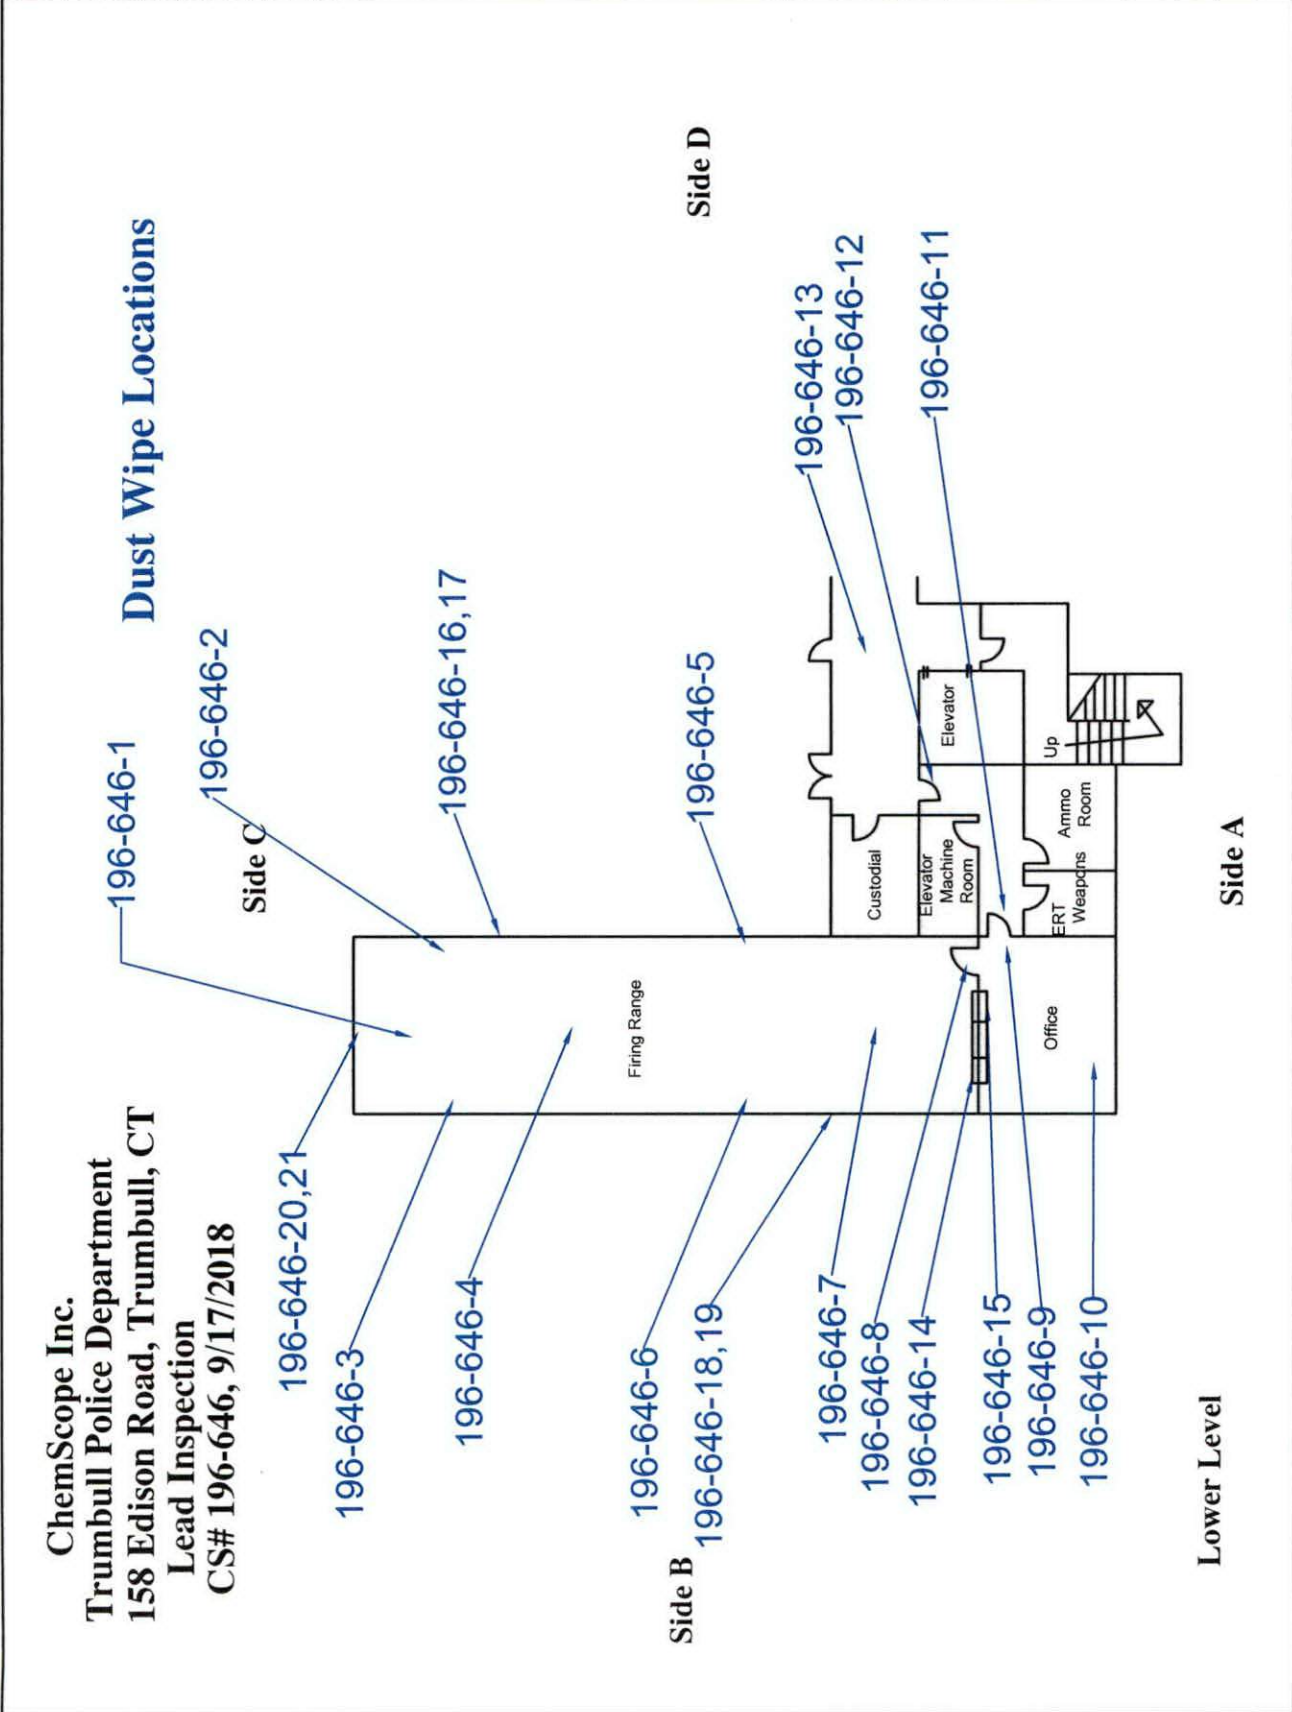 ChemScope Inc.
Trumbull Police Department
158 Edison Road, Trumbull, CT
Lead Inspection
CS# 196-646, 9/17/2018
Dust Wipe Locations
196-646-1
196-646-2
Side C
196-646-20,21
196-646-3
196-646-16,17
196-646-4
Firing Range
196-646-5
196-646-6
Side B
196-646-18,19
Side D
196-646-13
196-646-12
196-646-11
196-646-7
196-646-8
196-646-14
196-646-15
196-646-9
196-646-10
Custodial
Elevator
Machine
Room
Elevator
Office
ERT
Weapons
Ammo
Room
Up
Lower Level
Side A